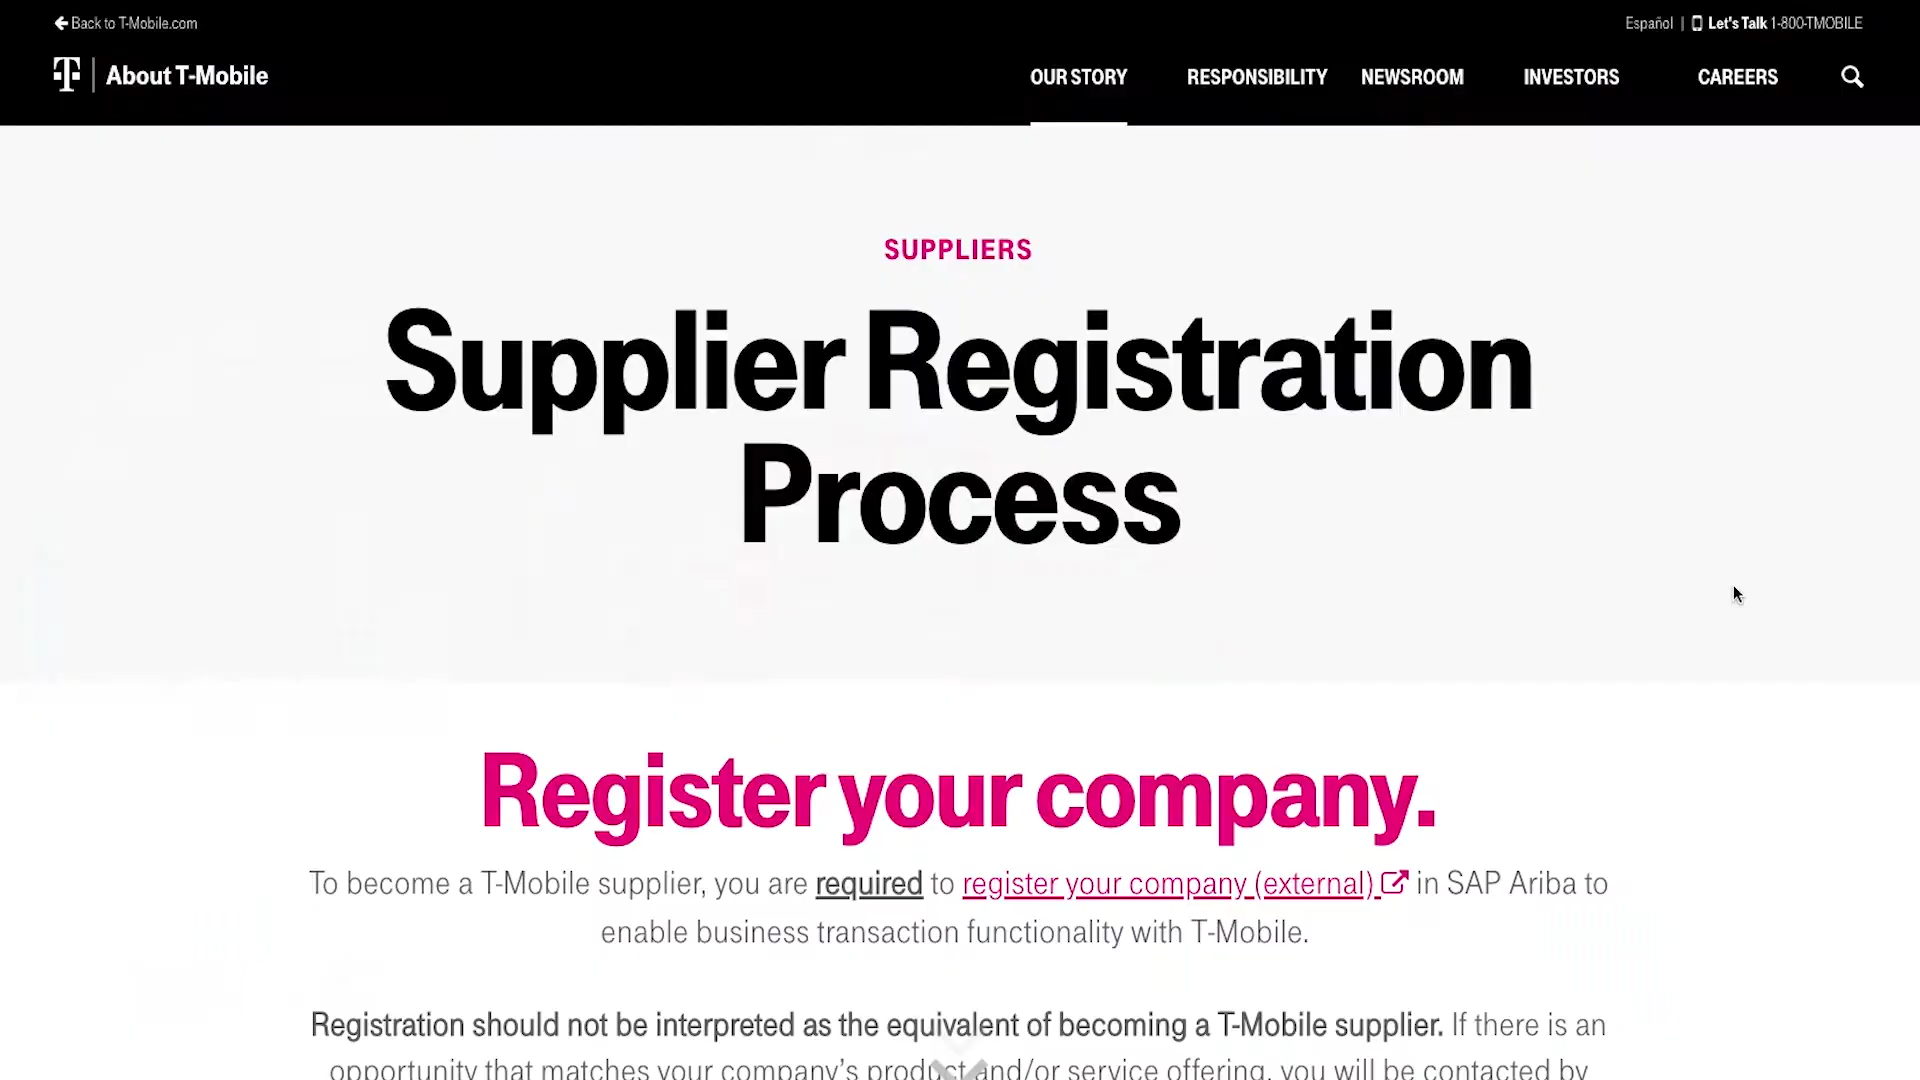 Back to T-Mobile.com
Español | Let's Talk 1-800-TMOBILE
T | About T-Mobile
OUR STORY
RESPONSIBILITY
NEWSROOM
INVESTORS
CAREERS
SUPPLIERS
Supplier Registration
Process
Register your company.
To become a T-Mobile supplier, you are required to register your company (external) in SAP Ariba to
enable business transaction functionality with T-Mobile.
Registration should not be interpreted as the equivalent of becoming a T-Mobile supplier. If there is an
opportunity that matches your company's product and/or service offering, you will be contacted by